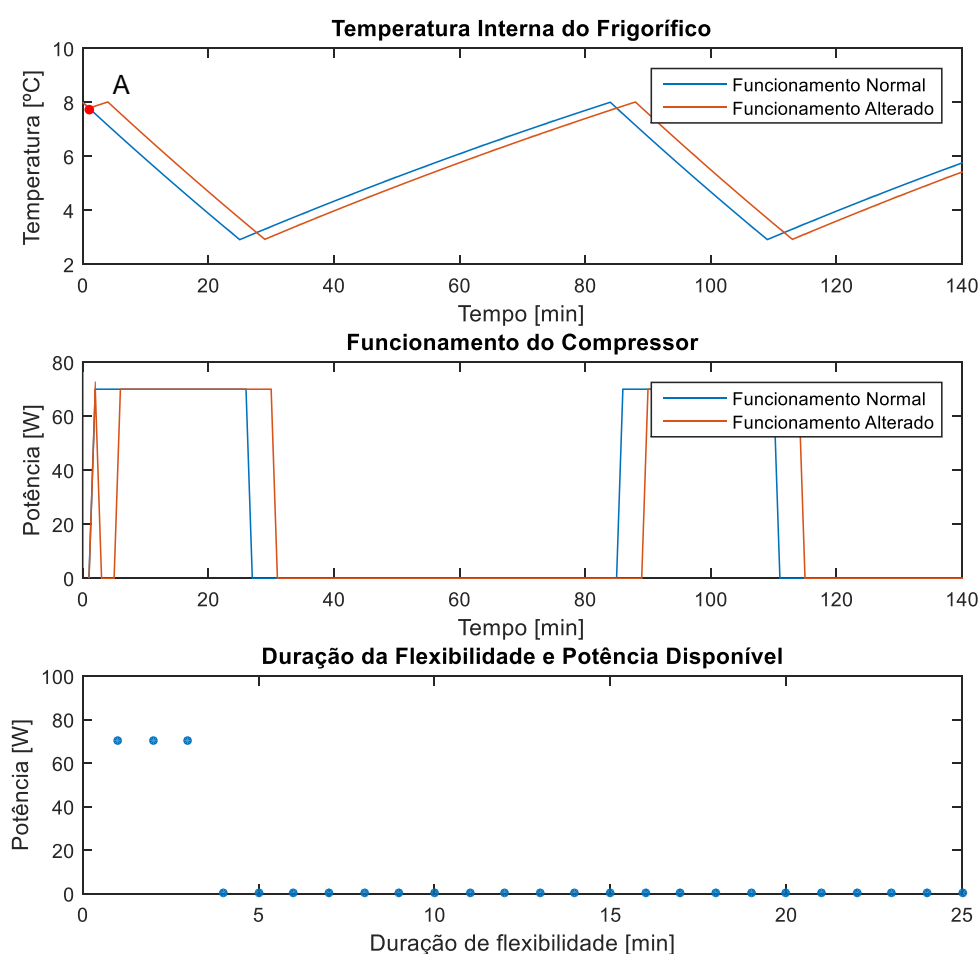 Temperatura Interna do Frigorífico
Temperatura [ºC]
10
8
6
4
2
A
Funcionamento Normal
Funcionamento Alterado
0 20 40 60 80 100 120 140
Tempo [min]
Funcionamento do Compressor
Potência [W]
80
60
40
20
0
Funcionamento Normal
Funcionamento Alterado
0 20 40 60 80 100 120 140
Tempo [min]
Duração da Flexibilidade e Potência Disponível
Potência [W]
100
80
60
40
20
0
0 5 10 15 20 25
Duração de flexibilidade [min]